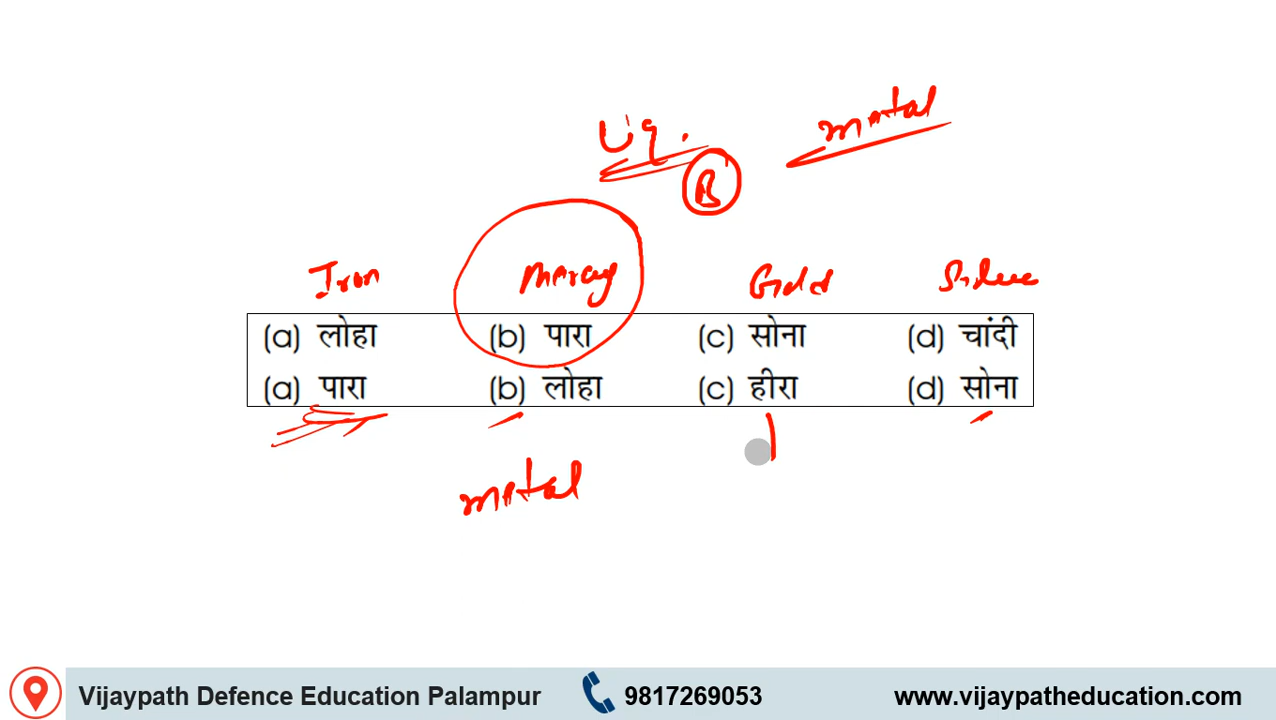 Liq. metal
B
Iron Mercury Gold Silver
(a) लोहा (b) पारा (c) सोना (d) चांदी
(a) पारा (b) लोहा (c) हीरा (d) सोना
metal
Vijaypath Defence Education Palampur 9817269053 www.vijaypatheducation.com